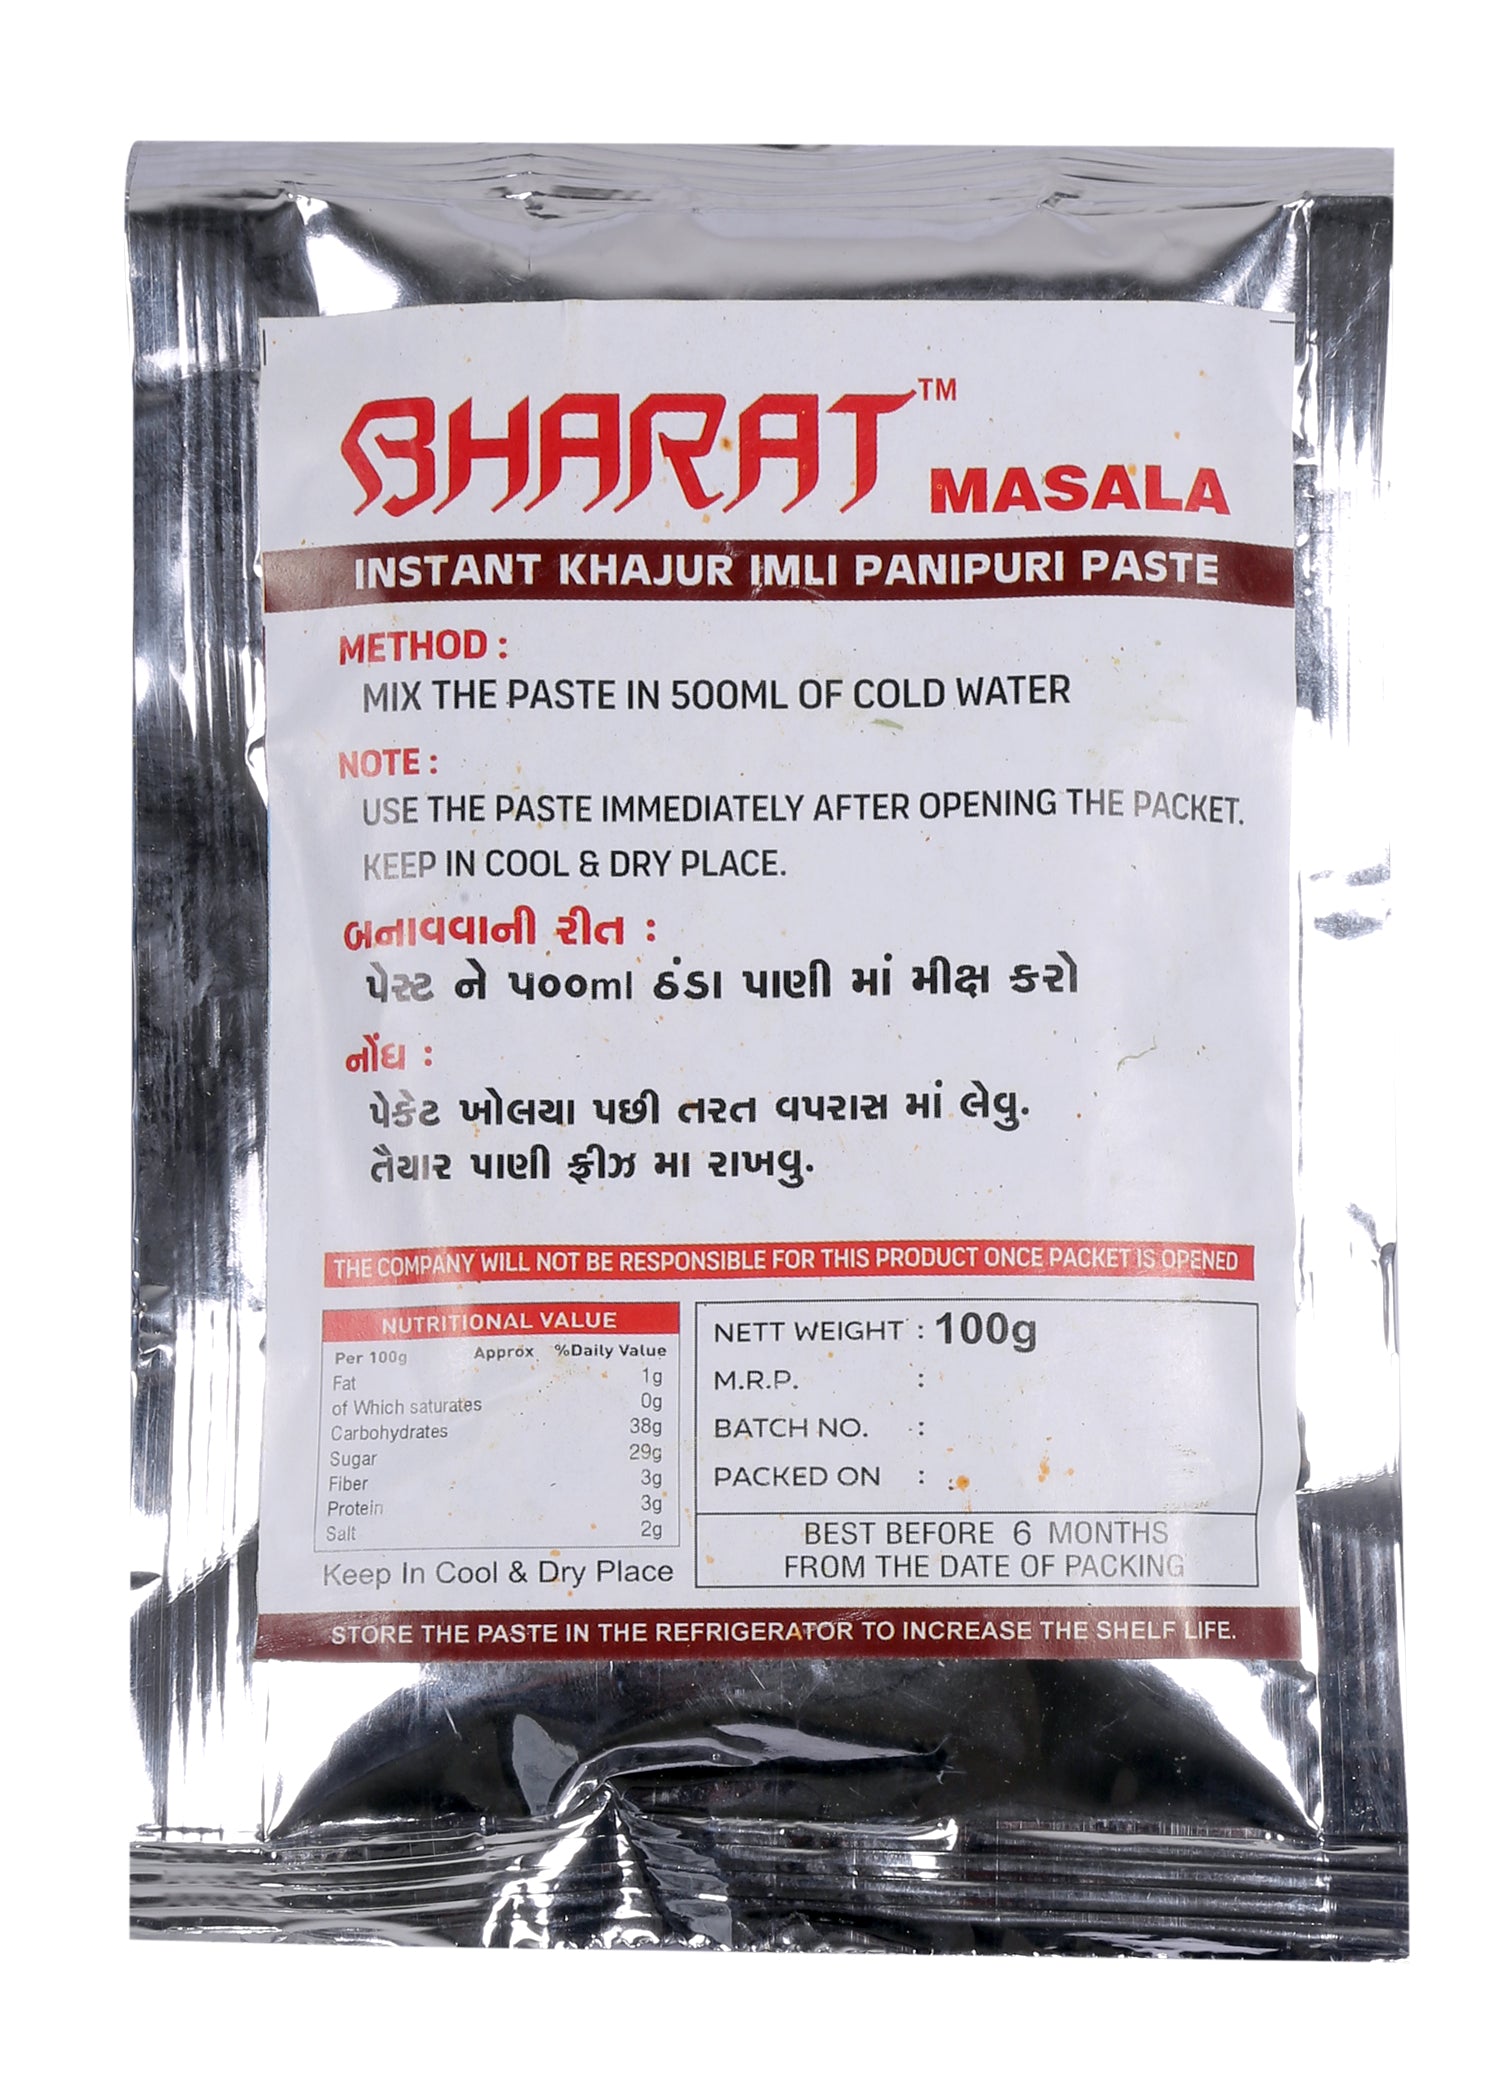 BHARAT™ MASALA
INSTANT KHAJUR IMLI PANIPURI PASTE
METHOD :
MIX THE PASTE IN 500ML OF COLD WATER
NOTE :
USE THE PASTE IMMEDIATELY AFTER OPENING THE PACKET.
KEEP IN COOL & DRY PLACE.
બનાવવાની રીત :
પેસ્ટ ને ૫૦૦ml ઠંડા પાણી માં મીક્ષ કરો
નોંધ :
પેકેટ ખોલયા પછી તરત વપરાસ માં લેવુ.
તૈયાર પાણી ફ્રીઝ મા રાખવુ.
THE COMPANY WILL NOT BE RESPONSIBLE FOR THIS PRODUCT ONCE PACKET IS OPENED
NUTRITIONAL VALUE
Per 100g Approx %Daily Value
Fat 1g
of Which saturates 0g
Carbohydrates 38g
Sugar 29g
Fiber 3g
Protein 3g
Salt 2g
Keep In Cool & Dry Place
NETT WEIGHT : 100g
M.R.P. :
BATCH NO. :
PACKED ON :
BEST BEFORE 6 MONTHS
FROM THE DATE OF PACKING
STORE THE PASTE IN THE REFRIGERATOR TO INCREASE THE SHELF LIFE.